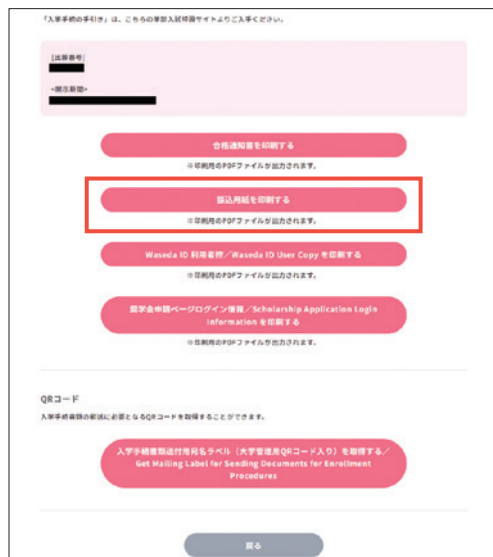 「入学手続の手引き」は、こちらの学部入試時限サイトよりご入手ください。
[出願番号]
<開示期間>
合格通知書を印刷する
※印刷用のPDFファイルが出力されます。
振込用紙を印刷する
※印刷用のPDFファイルが出力されます。
Waseda ID 利用者控／Waseda ID User Copy を印刷する
※印刷用のPDFファイルが出力されます。
奨学金申請ページログイン情報／Scholarship Application Login
Information を印刷する
※印刷用のPDFファイルが出力されます。
QRコード
入学手続書類の郵送に必要となるQRコードを取得することができます。
入学手続書類送付用宛名ラベル（大学管理用QRコード入り）を取得する／
Get Mailing Label for Sending Documents for Enrollment
Procedures
戻る